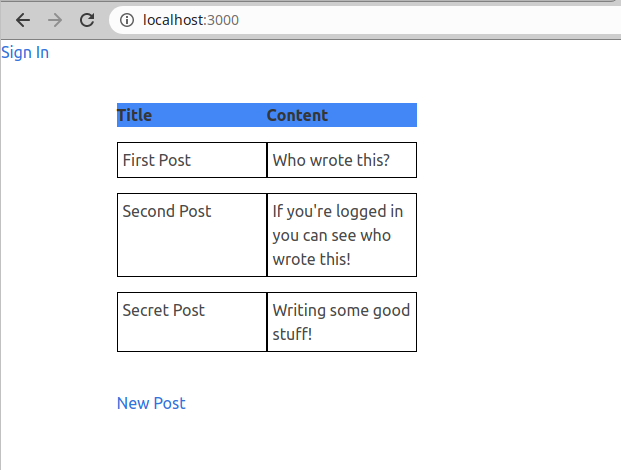 localhost:3000
Sign In
Title Content
First Post Who wrote this?
Second Post If you're logged in
you can see who
wrote this!
Secret Post Writing some good
stuff!
New Post